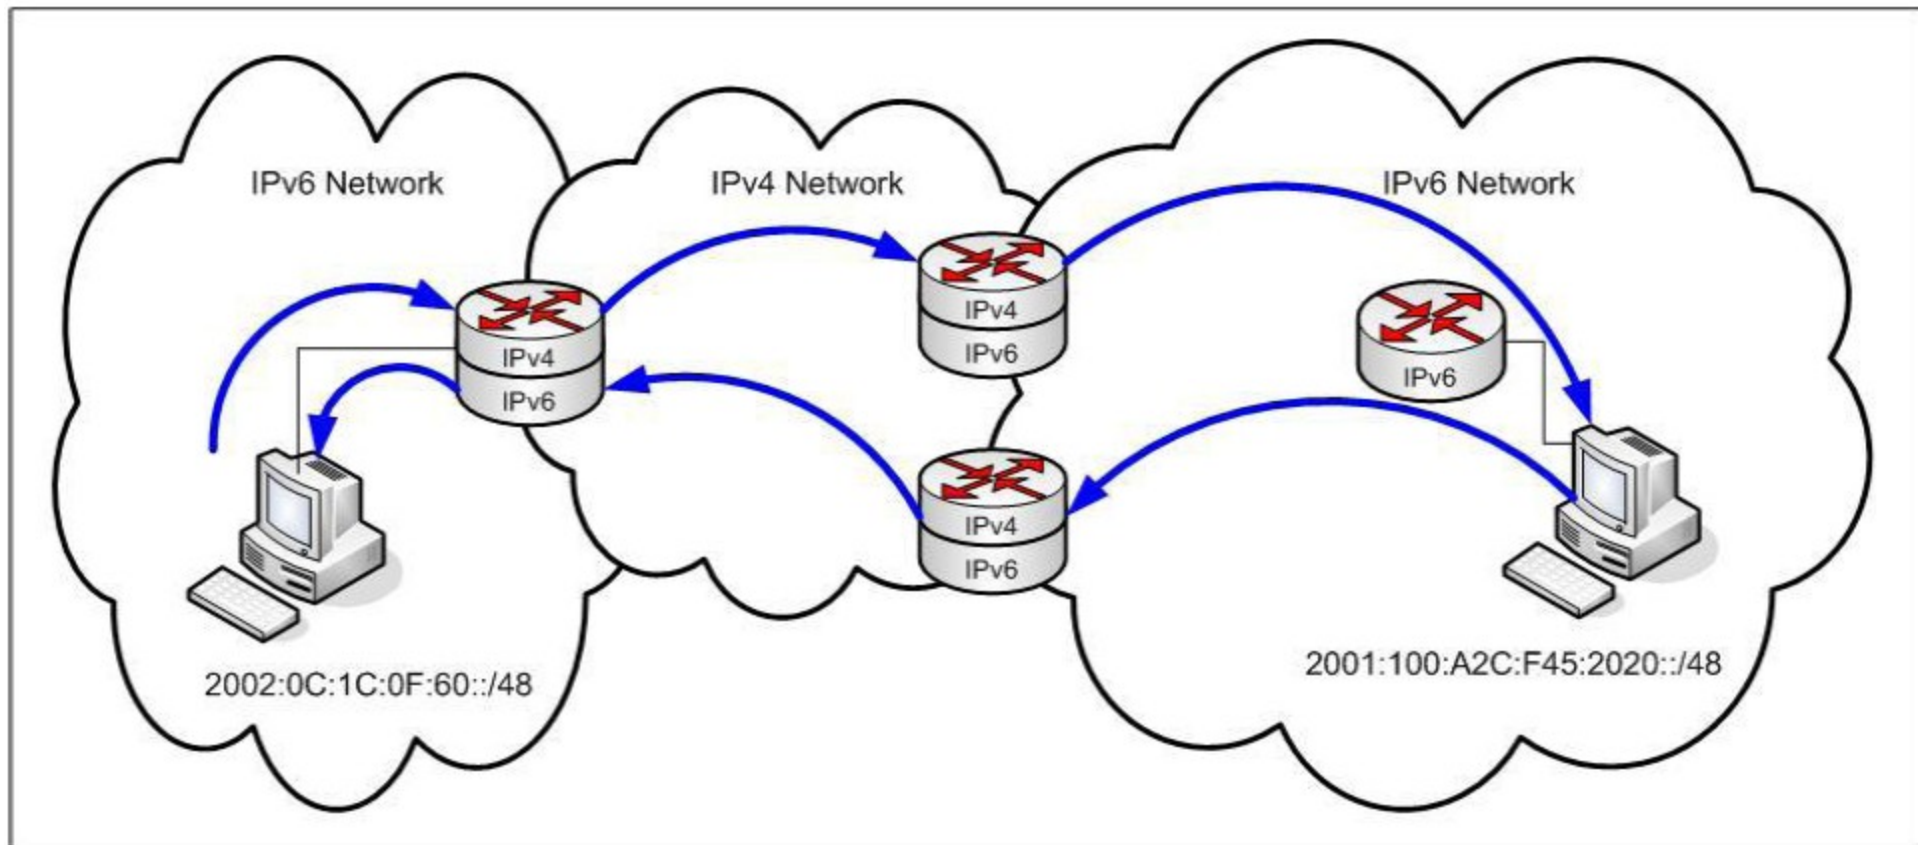 IPv6 Network
IPv4 Network
IPv6 Network
IPv4
IPv6
IPv4
IPv6
IPv6
IPv4
IPv6
2002:0C:1C:0F:60::/48
2001:100:A2C:F45:2020::/48